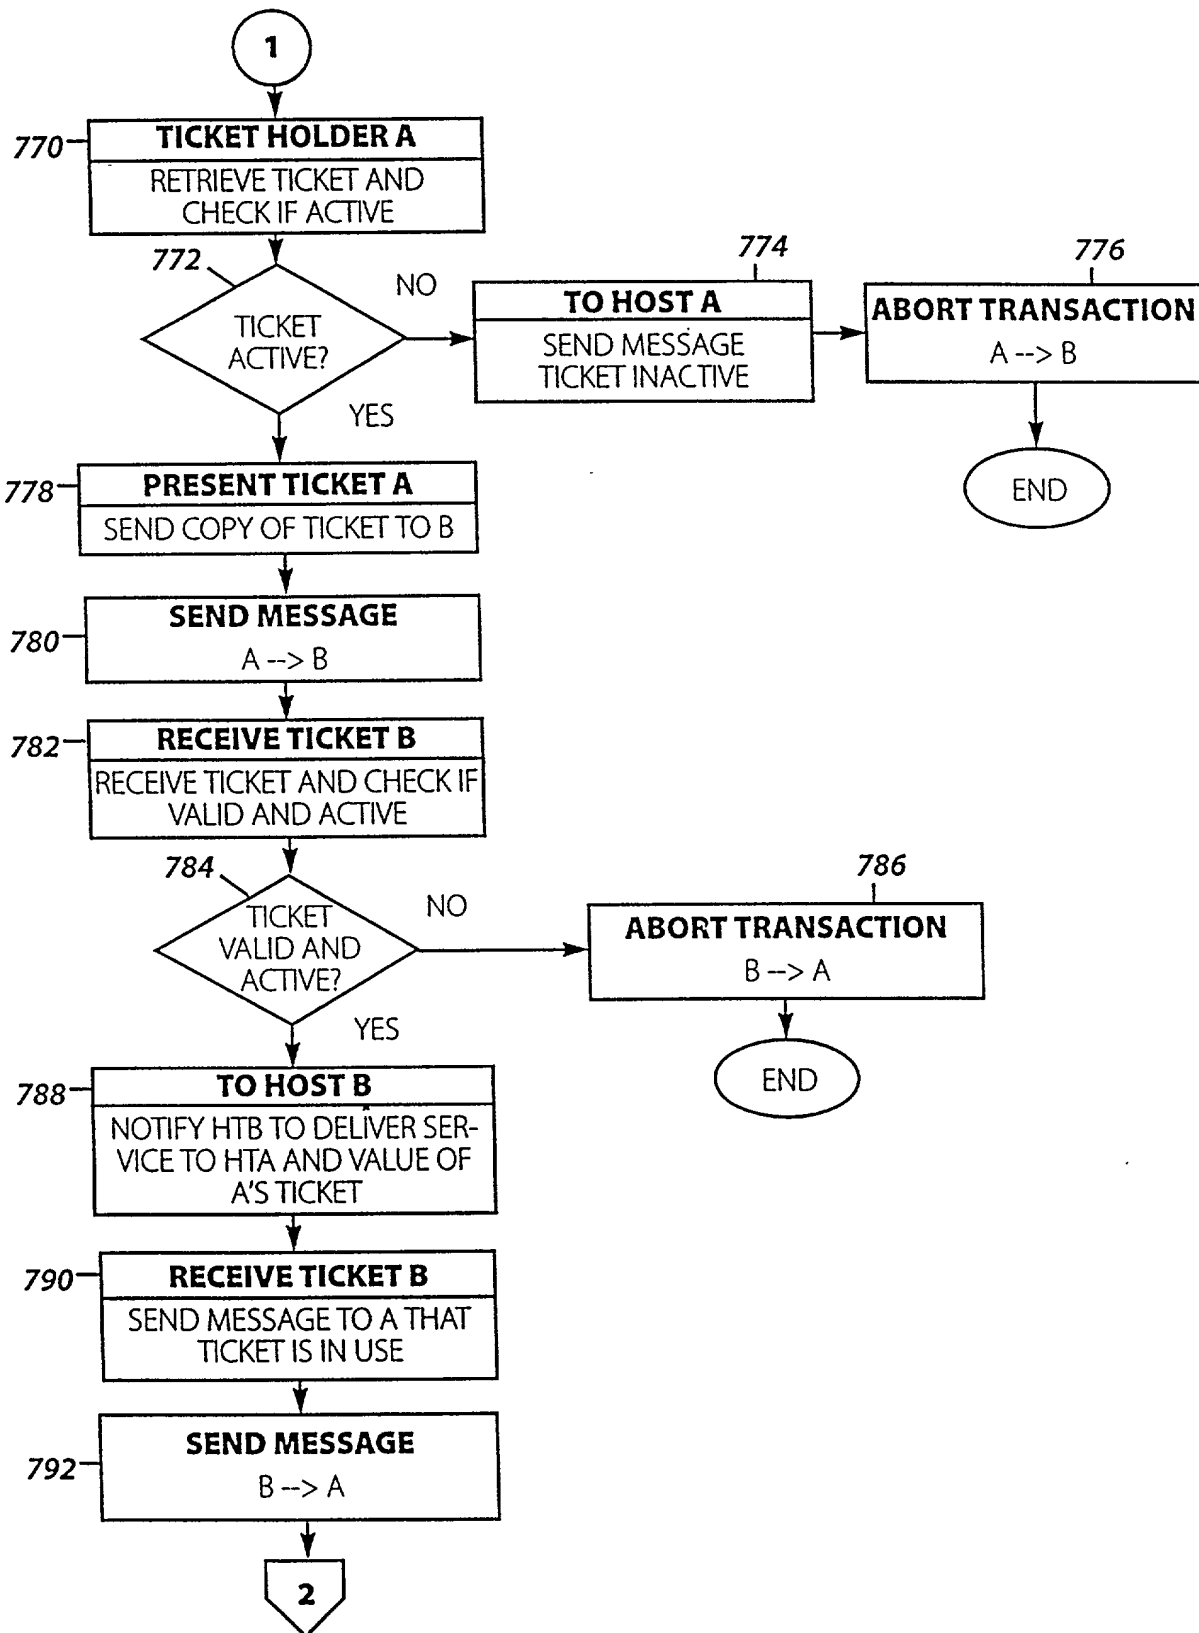 1
770
TICKET HOLDER A
RETRIEVE TICKET AND
CHECK IF ACTIVE
772
TICKET
ACTIVE?
NO
YES
774
TO HOST A
SEND MESSAGE
TICKET INACTIVE
776
ABORT TRANSACTION
A --> B
END
778
PRESENT TICKET A
SEND COPY OF TICKET TO B
780
SEND MESSAGE
A --> B
782
RECEIVE TICKET B
RECEIVE TICKET AND CHECK IF
VALID AND ACTIVE
784
TICKET
VALID AND
ACTIVE?
NO
YES
786
ABORT TRANSACTION
B --> A
END
788
TO HOST B
NOTIFY HTB TO DELIVER SER-
VICE TO HTA AND VALUE OF
A'S TICKET
790
RECEIVE TICKET B
SEND MESSAGE TO A THAT
TICKET IS IN USE
792
SEND MESSAGE
B --> A
2